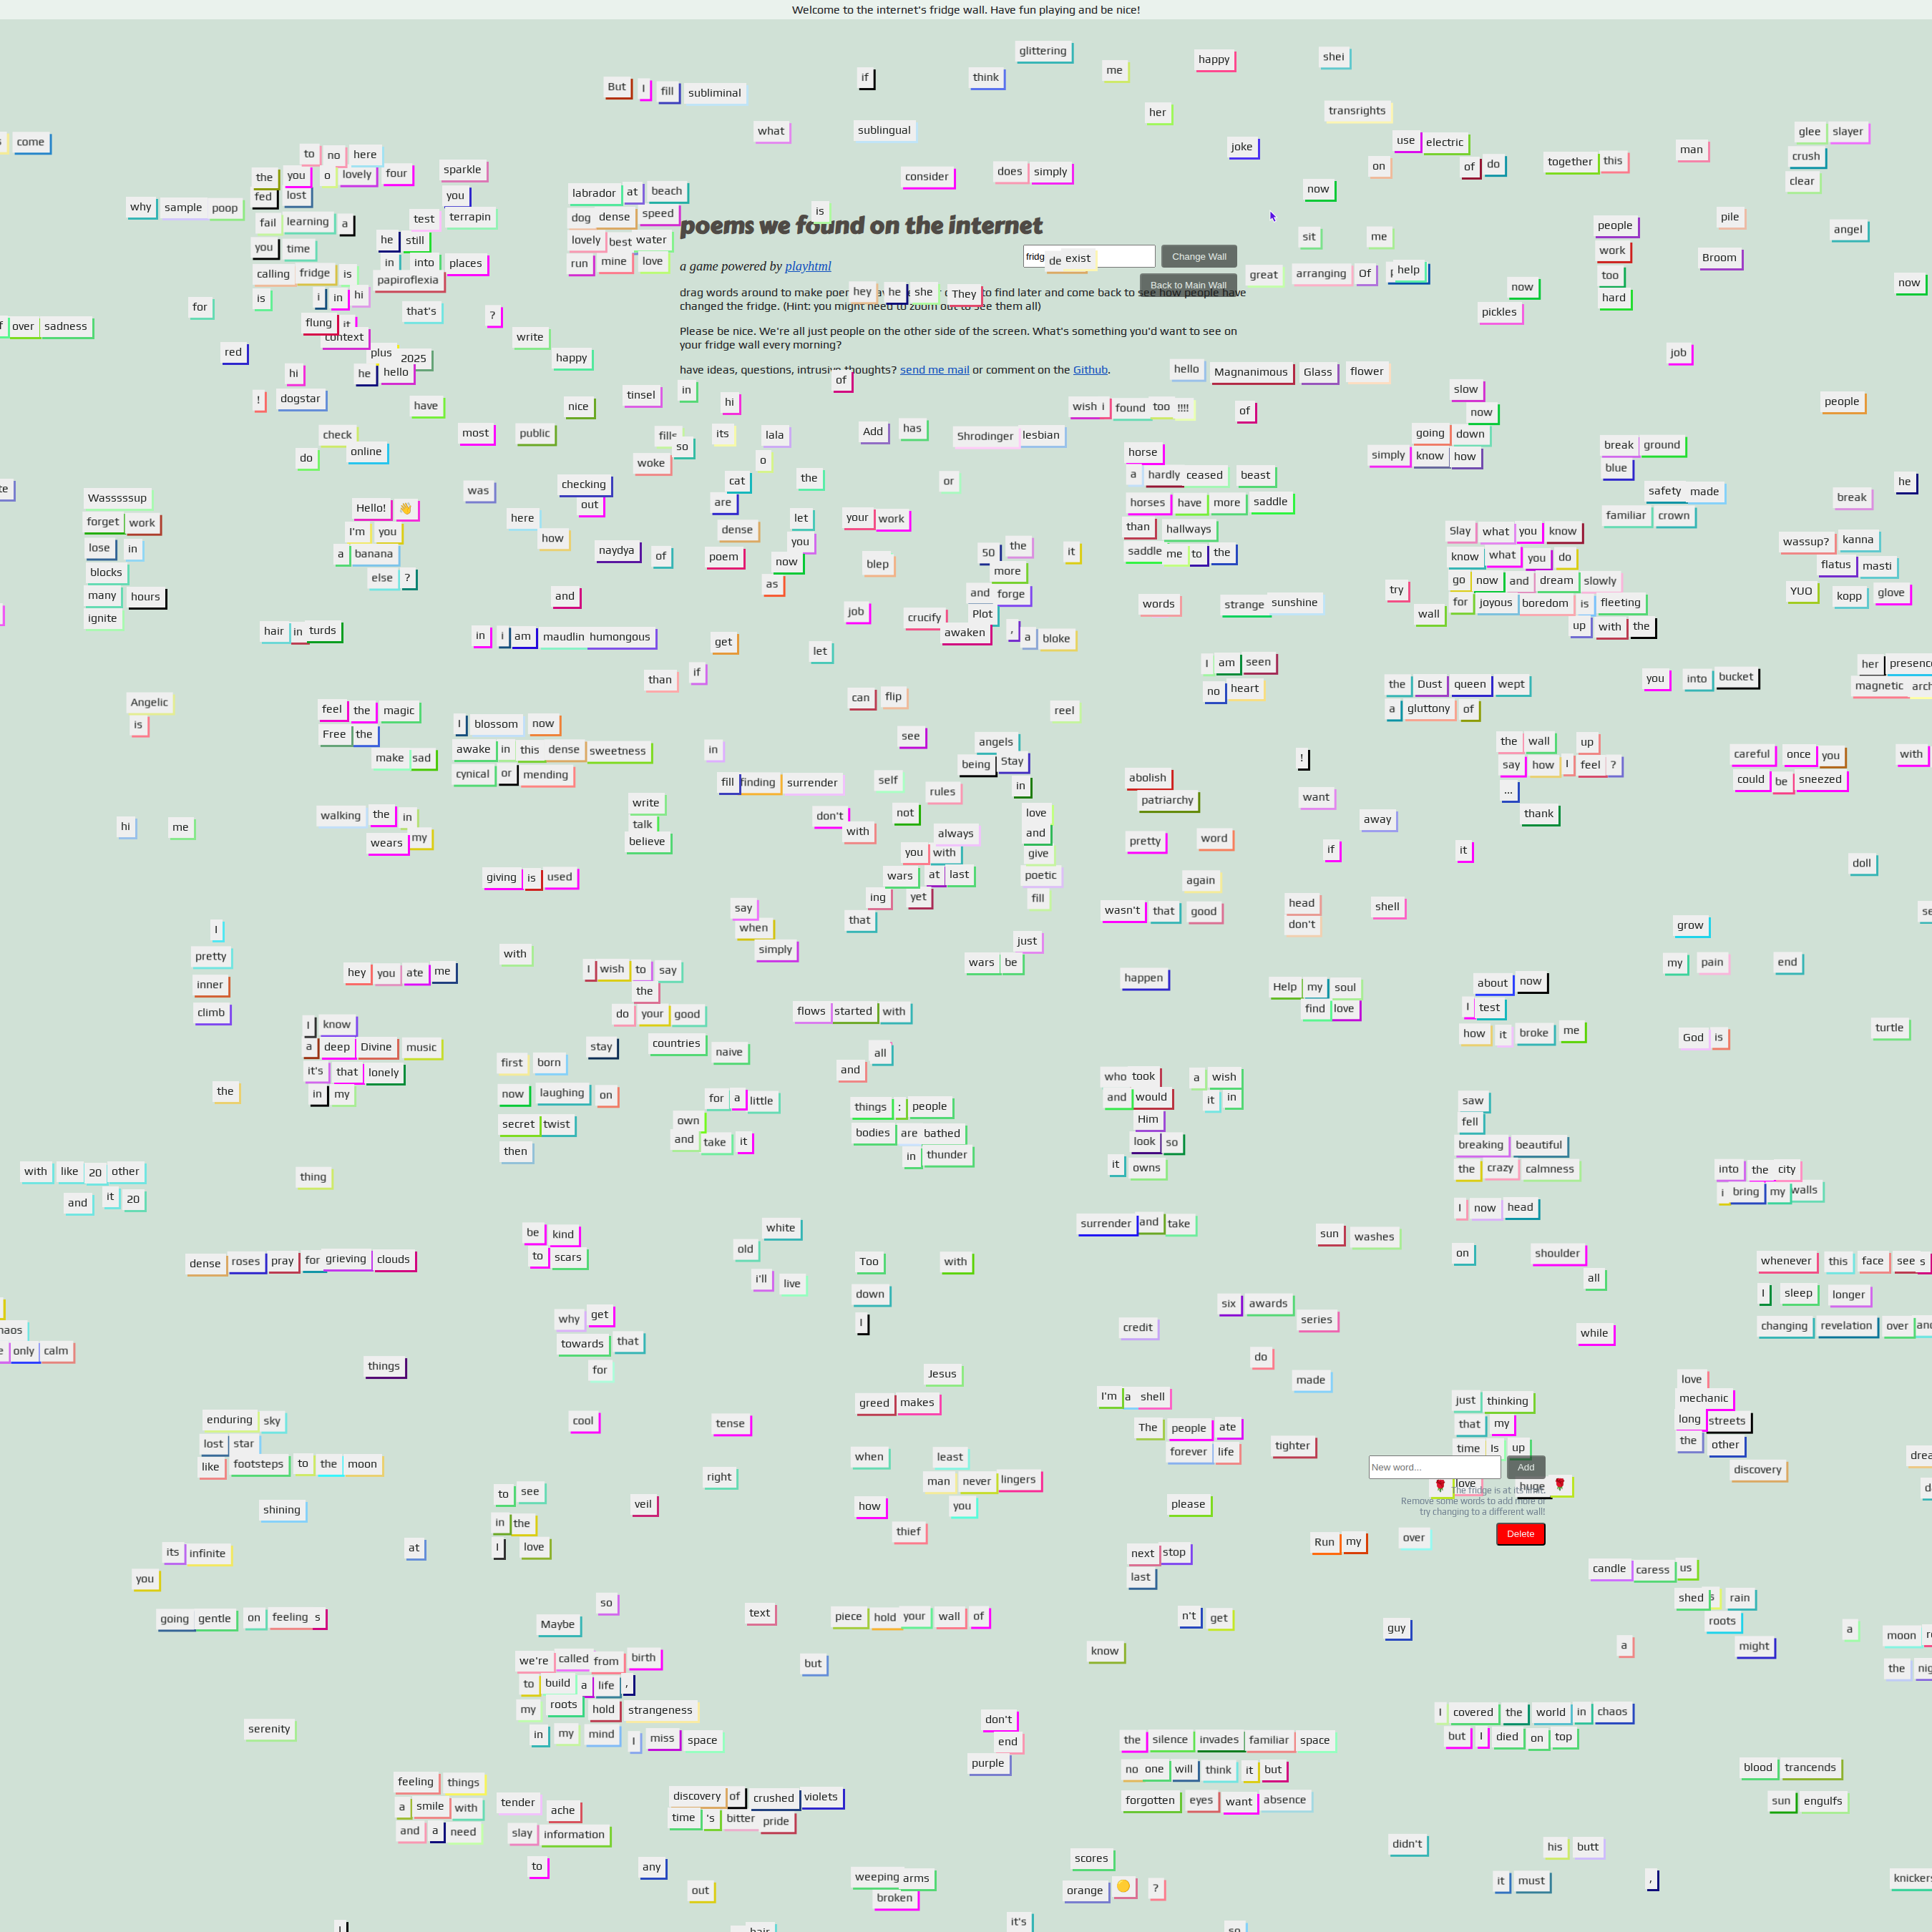 Welcome to the internet's fridge wall. Have fun playing and be nice!
glittering
happy
shei
if
think
me
But I fill subliminal
her
transrights
what
sublingual
glee slayer
come
joke
use electric
to no here
crush
man
the you o lovely four
sparkle
consider
does simply
on
of do
together this
clear
fed lost
you
labrador at beach
now
why sample poop
fail learning a
test terrapin
dog dense speed
is
people
pile
angel
poems we found on the internet
you time
he still
lovely best water
sit
me
work
calling fridge is
in into places
run mine love
a game powered by playhtml
fridg
de exist
Change Wall
Broom
papiroflexia
great arranging Of
help
too
Back to Main Wall
is
i in hi
hey he she They
now
hard
now
drag words around to make
to find later and come back to see how people have
changed the fridge. (Hint: you might need to zoom out to see them all)
for
that's
?
pickles
over sadness
flung it
context
write
Please be nice. We're all just people on the other side of the screen. What's something you'd want to see on
your fridge wall every morning?
red
plus 2025
happy
job
hi
he hello
have ideas, questions, intrusive thoughts? send me mail or comment on the Github.
hello Magnanimous Glass flower
! dogstar
have
nice
tinsel
in
hi
of
wish i found too !!!!
of
slow
now
people
check
most
public
fills
so
its
lala
Add
has
Shrodinger lesbian
going down
do
online
woke
o
horse
simply know how
break ground
blue
was
checking
cat
the
or
a hardly ceased beast
he
Wasssssup
out
are
horses have more saddle
safety made
break
Hello! 👋
here
let
your work
familiar crown
forget work
I'm you
how
dense
you
than hallways
Slay what you know
wassup? kanna
lose in
a banana
naydya
of
poem
now
blep
50 the
it
saddle me to the
know what you do
flatus masti
blocks
else ?
as
more
go now and dream slowly
many hours
and
job
and forge
words
strange sunshine
try
for joyous boredom is fleeting
YUO kopp glove
ignite
crucify
Plot
wall
hair in turds
in i am maudlin humongous
get
awaken , a bloke
up with the
let
than
if
I am seen
her presence
Angelic
can flip
no heart
the Dust queen wept
you into bucket
magnetic arch
is
feel the magic
reel
a gluttony of
Free the
I blossom now
see
angels
the wall up
make sad
awake in this dense sweetness
in
being Stay
!
say how I feel ?
careful once you
with
cynical or mending
fill finding surrender
self
in
abolish
...
could be sneezed
write
rules
patriarchy
want
walking the in
talk
don't
not
love
thank
hi
me
wears my
believe
with
always
and
away
you with
give
pretty
word
if
it
giving is used
wars at last
poetic
doll
ing yet
fill
again
say
that
wasn't that good
head
shell
I
when
don't
grow
pretty
with
simply
just
my pain
end
hey you ate me
I wish to say
wars be
happen
inner
the
Help my soul
about now
climb
do your good
flows started with
find love
I test
I know
how it broke me
God is
turtle
a deep Divine music
stay
countries
naive
all
first born
and
it's that lonely
who took
a wish
the
in my
now laughing on
for a little
things : people
and would
it in
saw
secret twist
own
bodies are bathed
Him
fell
then
and take it
in thunder
look so
breaking beautiful
with like 20 other
thing
it owns
the crazy calmness
into the city
and it 20
i bring my walls
I now head
be kind
white
surrender and take
sun washes
to scars
old
Too
with
on
shoulder
dense roses pray for grieving clouds
i'll live
down
all
whenever this face see s
I sleep longer
why get
I
six awards
series
changing revelation over
towards that
credit
while
only calm
things
for
do
Jesus
made
love
greed makes
I'm a shell
just thinking
mechanic
enduring sky
cool
tense
The people ate
that my
long streets
lost star
when
least
forever life
tighter
time Is up
the other
like footsteps to the moon
right
man never lingers
New word...
Add
discovery
to see
🌹 love
huge 🌹
The fridge is at its limit.
Remove some words to add more or
try changing to a different wall!
shining
veil
how
you
please
in the
thief
Delete
its infinite
at
I love
Run my
over
next stop
you
last
candle caress us
so
shed
rain
going gentle on feeling s
Maybe
text
piece hold your wall of
n't get
guy
roots
a
know
a
might
moon
we're called from birth
but
the
to build a life ,
my roots hold strangeness
serenity
in my mind I miss space
don't
I covered the world in chaos
end
the silence invades familiar space
but I died on top
purple
feeling things
no one will think it but
blood trancends
a smile with
tender
discovery of crushed violets
forgotten eyes want absence
sun engulfs
and a need
ache
time 's bitter pride
slay information
didn't
his butt
to
any
scores
weeping arms
it must
,
out
broken
orange 🟡 ?
it's